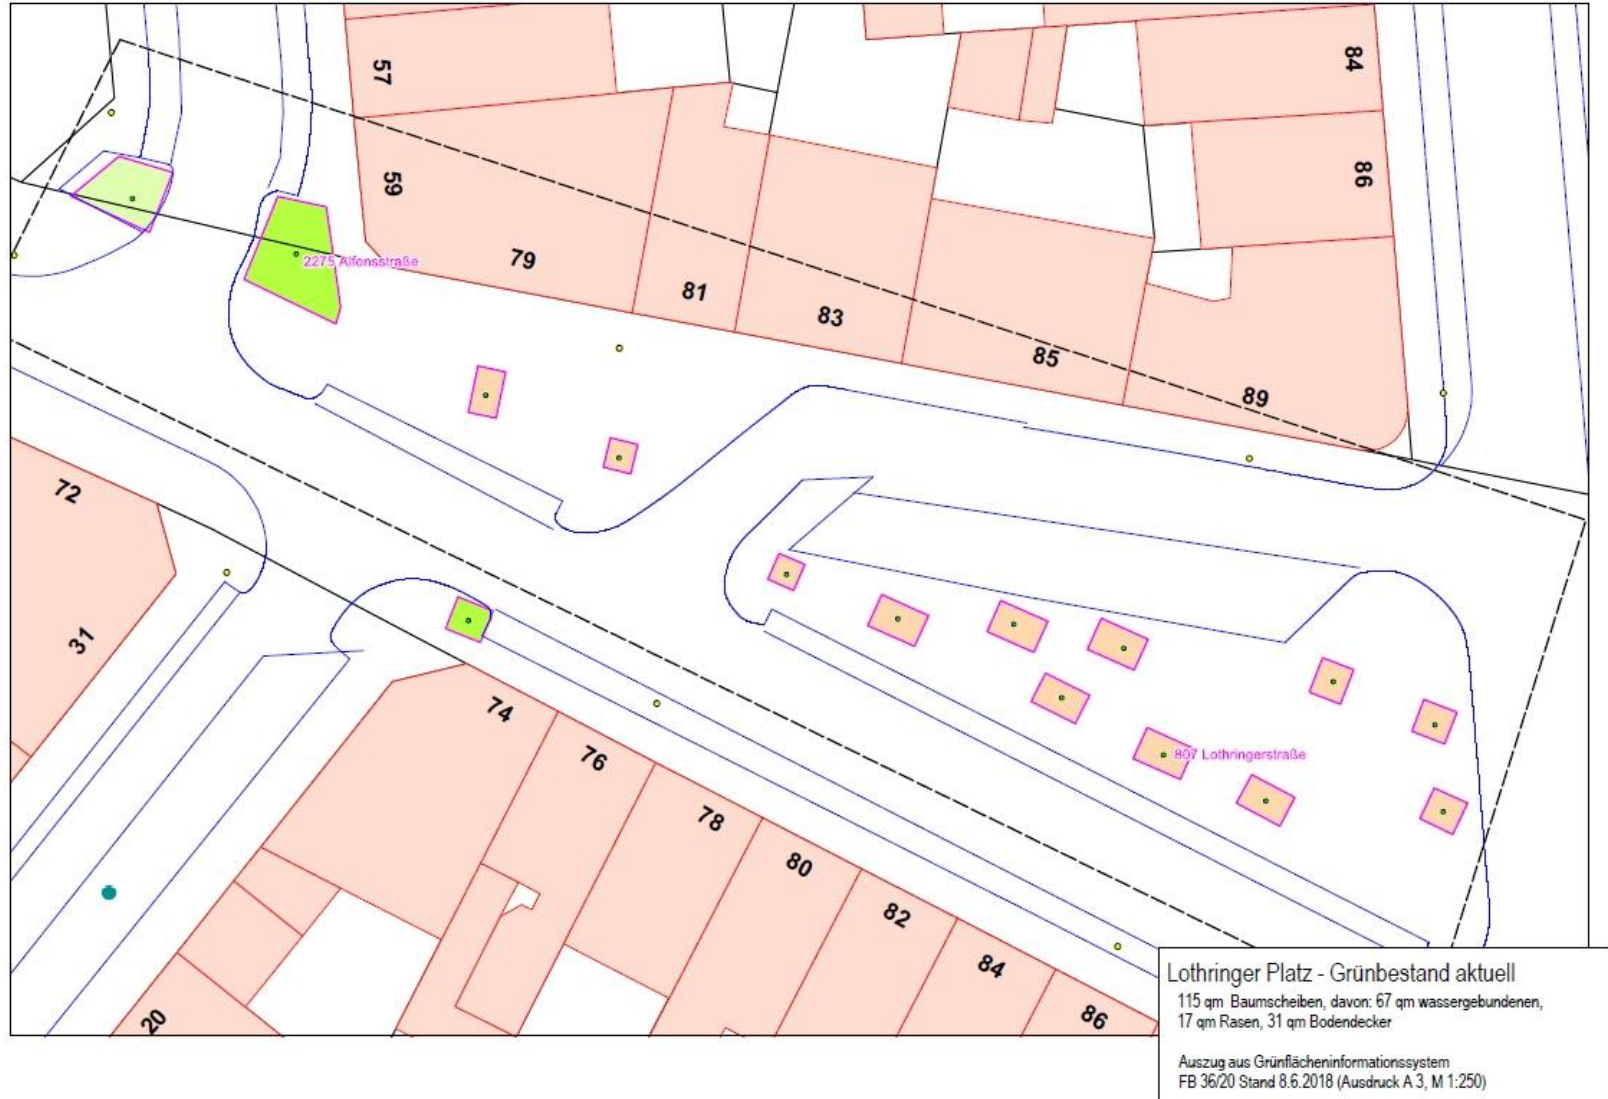 57
84
59
86
2275 Alfonsstraße
79
81
83
85
89
72
31
74
76
807 Lothringerstraße
78
80
82
84
86
20
Lothringer Platz - Grünbestand aktuell
115 qm Baumscheiben, davon: 67 qm wassergebundenen,
17 qm Rasen, 31 qm Bodendecker
Auszug aus Grünflächeninformationssystem
FB 36/20 Stand 8.6.2018 (Ausdruck A 3, M 1:250)